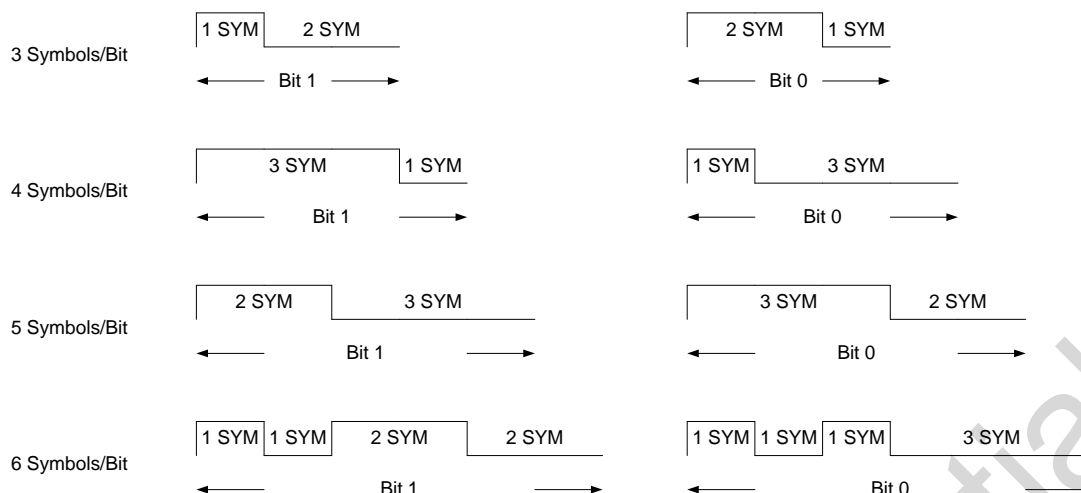 1 SYM 2 SYM 2 SYM 1 SYM
3 Symbols/Bit
Bit 1 Bit 0
3 SYM 1 SYM 1 SYM 3 SYM
4 Symbols/Bit
Bit 1 Bit 0
2 SYM 3 SYM 3 SYM 2 SYM
5 Symbols/Bit
Bit 1 Bit 0
1 SYM 1 SYM 2 SYM 2 SYM 1 SYM 1 SYM 1 SYM 3 SYM
6 Symbols/Bit
Bit 1 Bit 0
tial